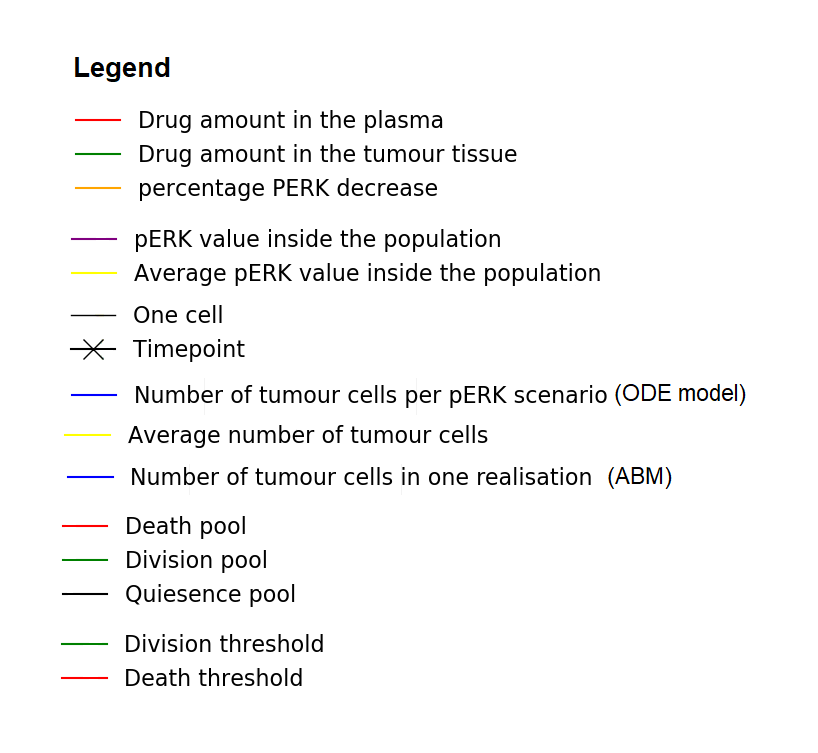 Legend
Drug amount in the plasma
Drug amount in the tumour tissue
percentage PERK decrease
pERK value inside the population
Average pERK value inside the population
One cell
Timepoint
Number of tumour cells per pERK scenario (ODE model)
Average number of tumour cells
Number of tumour cells in one realisation (ABM)
Death pool
Division pool
Quiesence pool
Division threshold
Death threshold